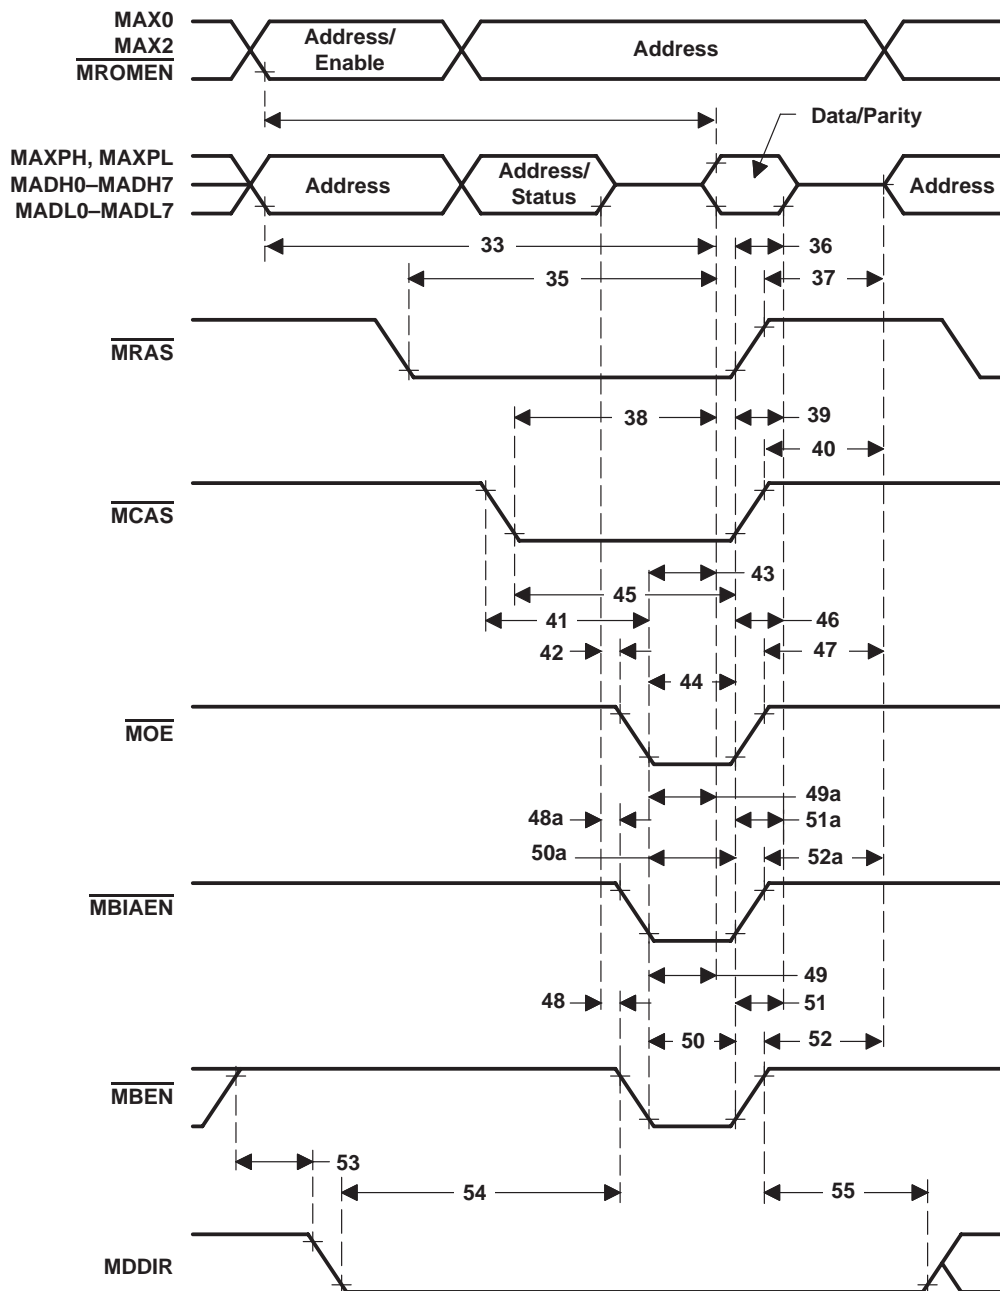 MAX0
MAX2
MROMEN
Address/
Enable
Address
Data/Parity
MAXPH, MAXPL
MADH0–MADH7
MADL0–MADL7
Address
Address/
Status
Address
33
36
35
37
MRAS
38
39
40
MCAS
43
45
41
46
42
47
44
MOE
49a
48a
51a
50a
52a
MBIAEN
49
48
51
50
52
MBEN
53
54
55
MDDIR